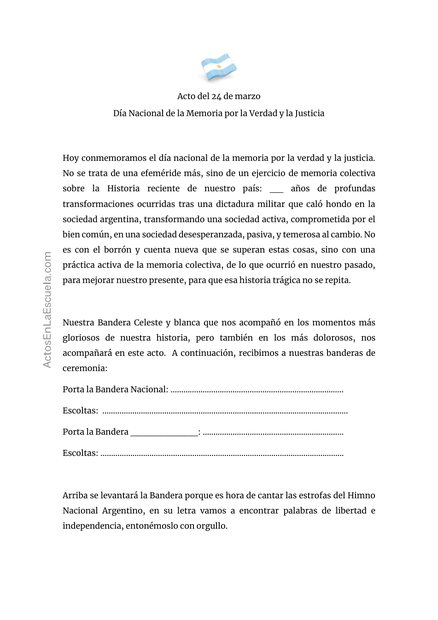 Acto del 24 de marzo
Día Nacional de la Memoria por la Verdad y la Justicia
Hoy conmemoramos el día nacional de la memoria por la verdad y la justicia.
No se trata de una efeméride más, sino de un ejercicio de memoria colectiva
sobre la Historia reciente de nuestro país: ___ años de profundas
transformaciones ocurridas tras una dictadura militar que caló hondo en la
sociedad argentina, transformando una sociedad activa, comprometida por el
bien común, en una sociedad desesperanzada, pasiva, y temerosa al cambio. No
es con el borrón y cuenta nueva que se superan estas cosas, sino con una
práctica activa de la memoria colectiva, de lo que ocurrió en nuestro pasado,
para mejorar nuestro presente, para que esa historia trágica no se repita.
Nuestra Bandera Celeste y blanca que nos acompañó en los momentos más
gloriosos de nuestra historia, pero también en los más dolorosos, nos
acompañará en este acto. A continuación, recibimos a nuestras banderas de
ceremonia:
Porta la Bandera Nacional: ........................................................................
Escoltas: ........................................................................................................
Porta la Bandera ______________: ...........................................................
Escoltas: ......................................................................................................
Arriba se levantará la Bandera porque es hora de cantar las estrofas del Himno
Nacional Argentino, en su letra vamos a encontrar palabras de libertad e
independencia, entonémoslo con orgullo.
ActosEnLaEscuela.com